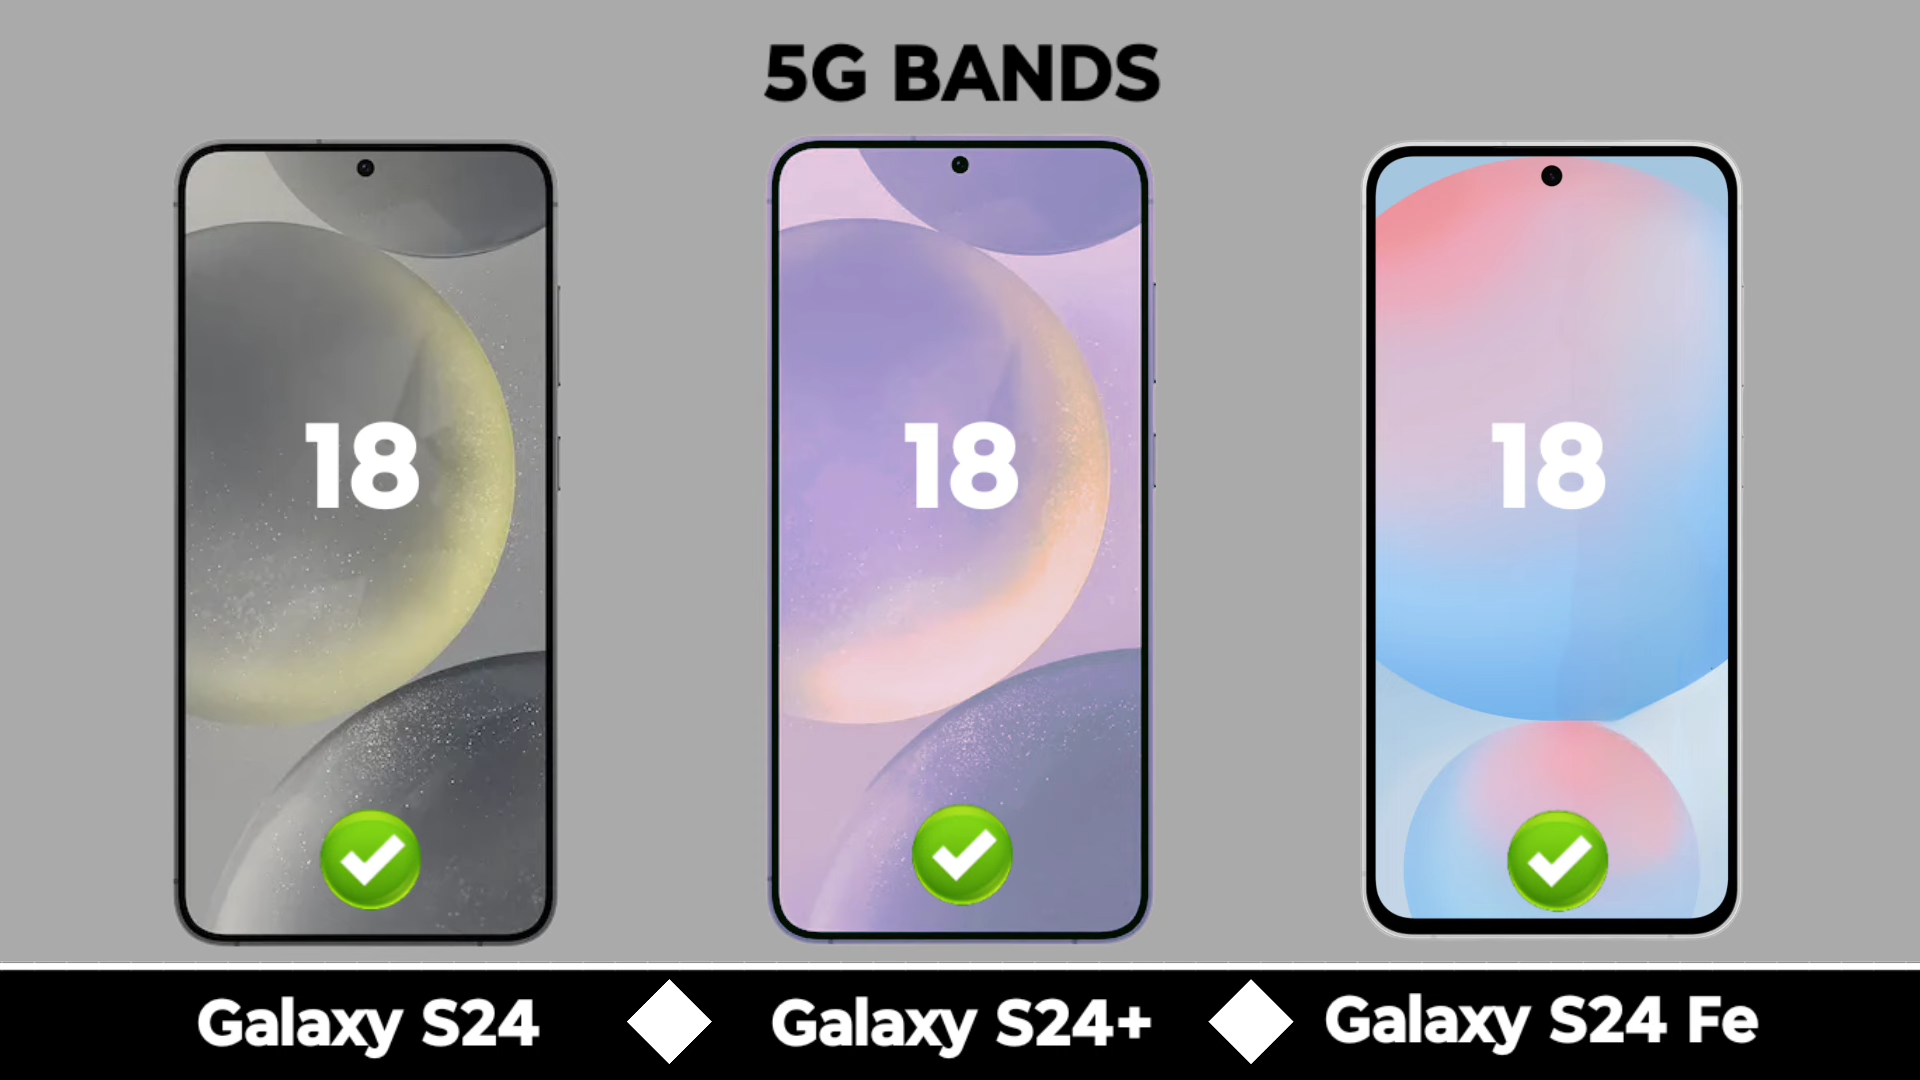 5G BANDS
18
18
18
Galaxy S24
Galaxy S24+
Galaxy S24 Fe